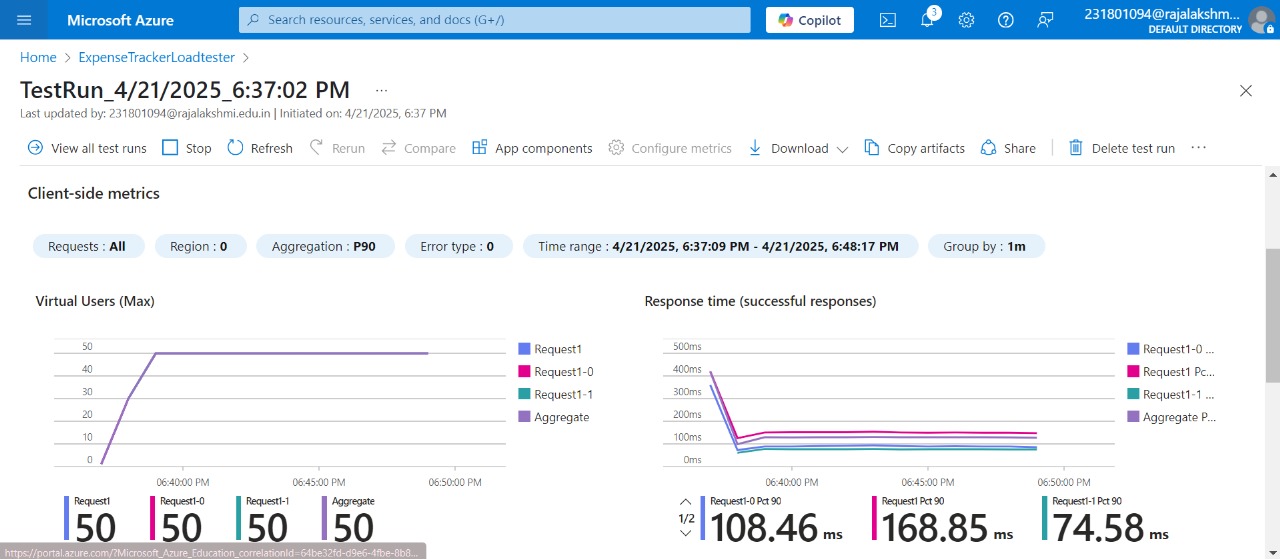 Microsoft Azure
Search resources, services, and docs (G+/)
Copilot
3
231801094@rajalakshm...
DEFAULT DIRECTORY
Home > ExpenseTrackerLoadtester >
TestRun_4/21/2025_6:37:02 PM ...
Last updated by: 231801094@rajalakshmi.edu.in | Initiated on: 4/21/2025, 6:37 PM
View all test runs Stop Refresh Rerun Compare App components Configure metrics Download Copy artifacts Share Delete test run ...
Client-side metrics
Requests : All Region : 0 Aggregation : P90 Error type : 0 Time range : 4/21/2025, 6:37:09 PM - 4/21/2025, 6:48:17 PM Group by : 1m
Virtual Users (Max)
50
40
30
20
10
0
06:40:00 PM 06:45:00 PM 06:50:00 PM
Request1
Request1-0
Request1-1
Aggregate
Request1 Request1-0 Request1-1 Aggregate
50 50 50 50
Response time (successful responses)
500ms
400ms
300ms
200ms
100ms
0ms
06:40:00 PM 06:45:00 PM 06:50:00 PM
Request1-0 ...
Request1 Pc...
Request1-1 ...
Aggregate P...
1/2
Request1-0 Pct 90 Request1 Pct 90 Request1-1 Pct 90
108.46 ms 168.85 ms 74.58 ms
https://portal.azure.com/?Microsoft_Azure_Education_correlationId=64be32fd-d9e6-4fbe-8b8...